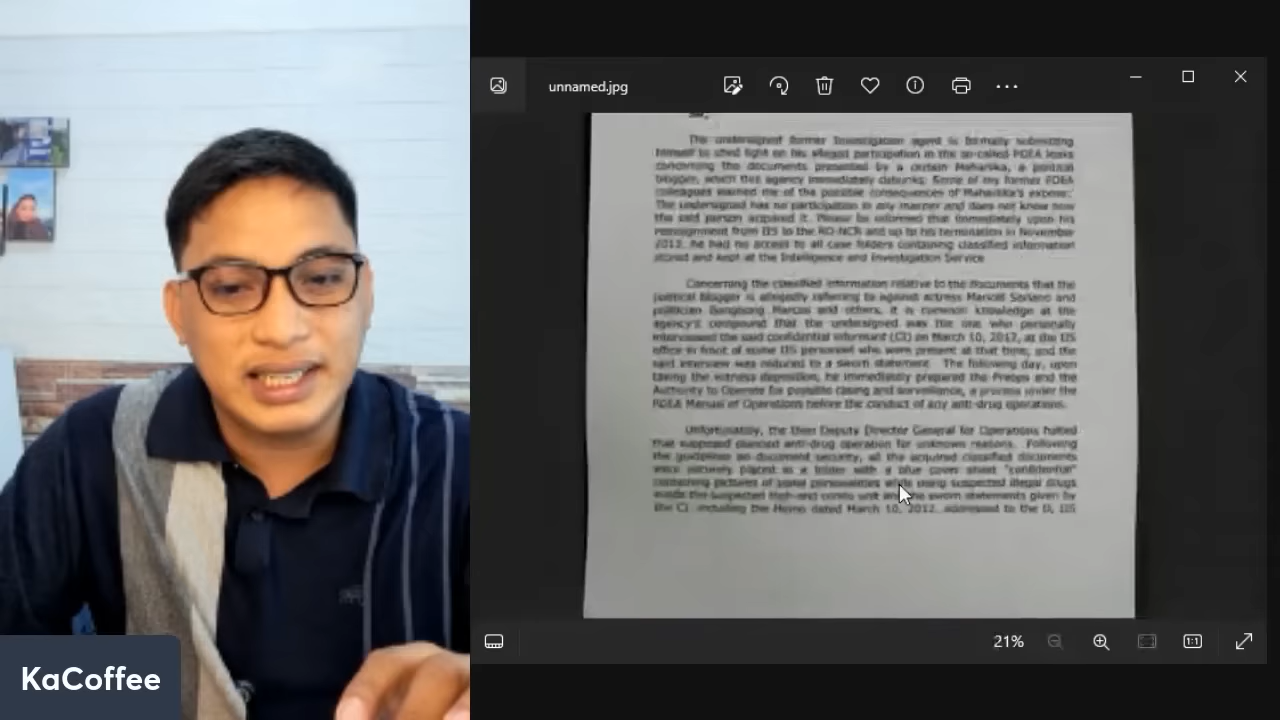 unnamed.jpg
The undersigned former Investigation agent is formally submitting
himself to shed light on his alleged participation in the so-called PDEA leaks
concerning the documents presented by a certain Maharlika, a political
blogger, which this agency immediately debunks. Some of my former PDEA
colleagues warned me of the possible consequences of Maharlika's expose.
The undersigned has no participation in any manner and does not know how
the said person acquired it. Please be informed that immediately upon his
reassignment from IIS to the RO-NCR and up to his termination in November
2012, he had no access to all case folders containing classified information
stored and kept at the Intelligence and Investigation Service
Concerning the classified information relative to the documents that the
political blogger is allegedly referring to against actress Maricel Soriano and
politician Bongbong Marcos and others, it is common knowledge at the
agency's compound that the undersigned was the one who personally
interviewed the said confidential informant (CI) on March 10, 2012, at the IIS
office in front of some IIS personnel who were present at that time, and the
said interview was reduced to a sworn statement. The following day, upon
taking the witness deposition, he immediately prepared the Preops and the
Authority to Operate for possible casing and surveillance, a process under the
PDEA Manual of Operations before the conduct of any anti-drug operations.
Unfortunately, the then Deputy Director General for Operations halted
that supposed planned anti-drug operation for unknown reasons. Following
the guidelines on document security, all the acquired classified documents
were securely placed in a folder with a blue cover sheet "confidential"
containing pictures of some personalities while using suspected illegal drugs
inside the suspected high-end condo unit and the sworn statements given by
the CI including the Memo dated March 10, 2012, addressed to the D, IIS
21%
KaCoffee